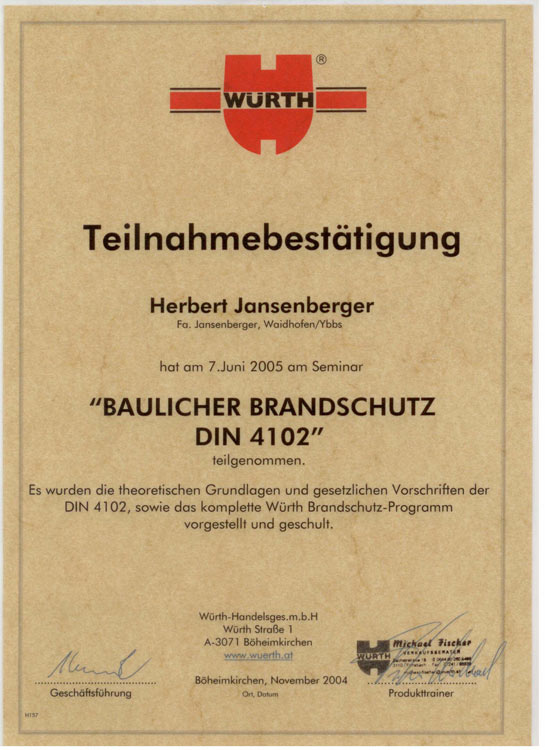 ®
WÜRTH
Teilnahmebestätigung
Herbert Jansenberger
Fa. Jansenberger, Waidhofen/Ybbs
hat am 7.Juni 2005 am Seminar
“BAULICHER BRANDSCHUTZ
DIN 4102”
teilgenommen.
Es wurden die theoretischen Grundlagen und gesetzlichen Vorschriften der
DIN 4102, sowie das komplette Würth Brandschutz-Programm
vorgestellt und geschult.
Würth-Handelsges.m.b.H
Würth Straße 1
A-3071 Böheimkirchen
www.wuerth.at
Böheimkirchen, November 2004
Ort, Datum
Geschäftsführung
WÜRTH
Michael Fischer
VERKAUFSBERATER
Produkttrainer